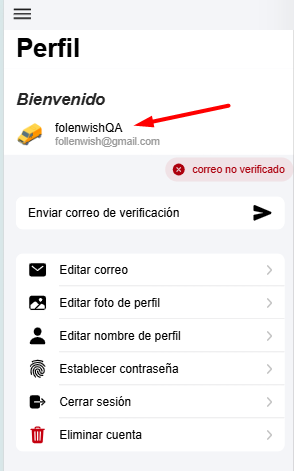 Perfil
Bienvenido
folenwishQA
follenwish@gmail.com
correo no verificado
Enviar correo de verificación
Editar correo
Editar foto de perfil
Editar nombre de perfil
Establecer contraseña
Cerrar sesión
Eliminar cuenta